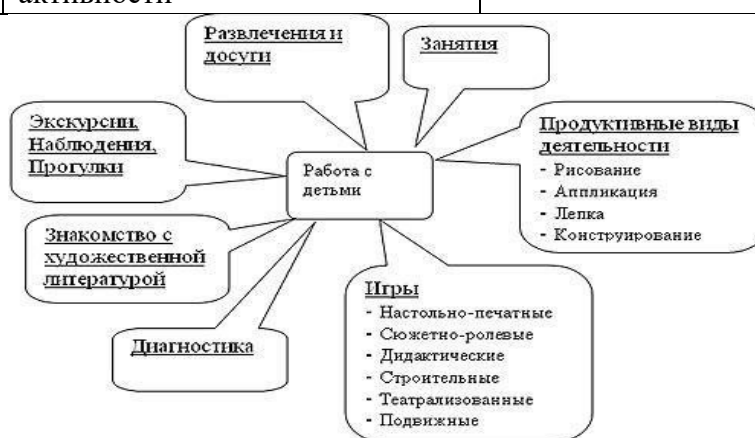 активности
Развлечения и
досуги
Занятия
Экскурсии,
Наблюдения,
Прогулки
Работа с
детьми
Продуктивные виды
деятельности
- Рисование
- Аппликация
- Лепка
- Конструирование
Знакомство с
художественной
литературой
Диагностика
Игры
- Настольно-печатные
- Сюжетно-ролевые
- Дидактические
- Строительные
- Театрализованные
- Подвижные